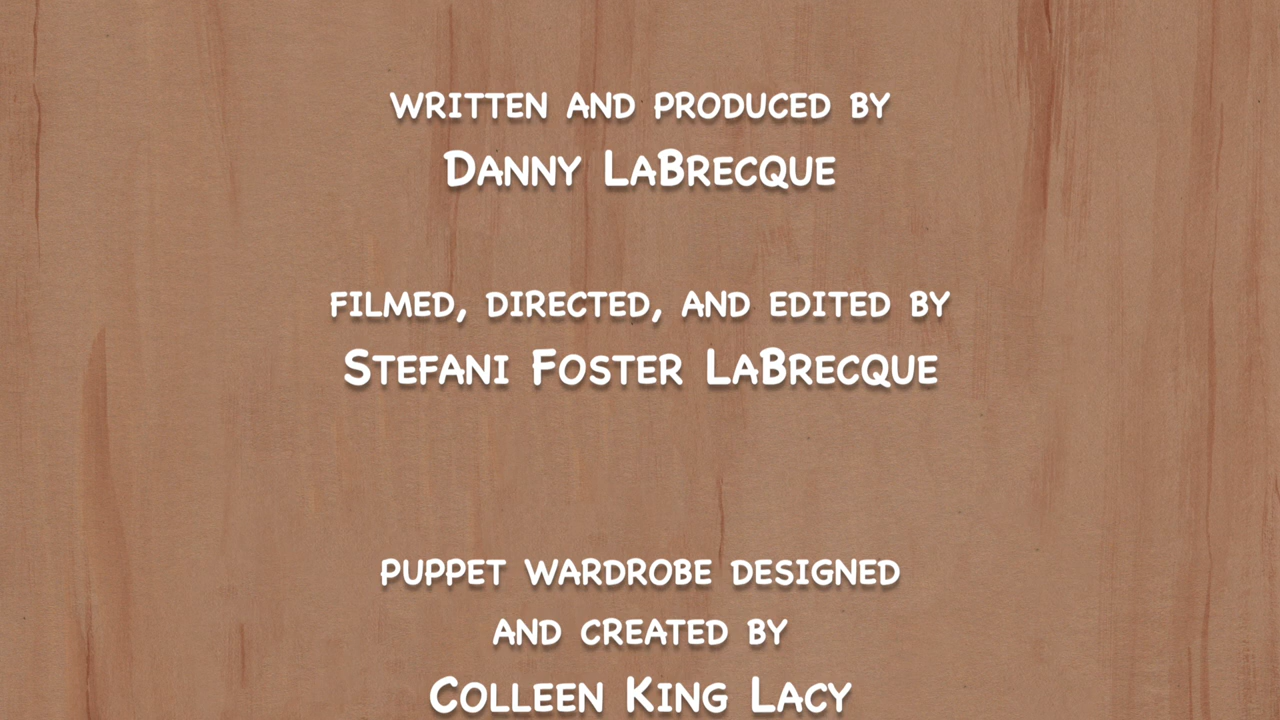 WRITTEN AND PRODUCED BY
DANNY LABRECQUE
FILMED, DIRECTED, AND EDITED BY
STEFANI FOSTER LABRECQUE
PUPPET WARDROBE DESIGNED
AND CREATED BY
COLLEEN KING LACY